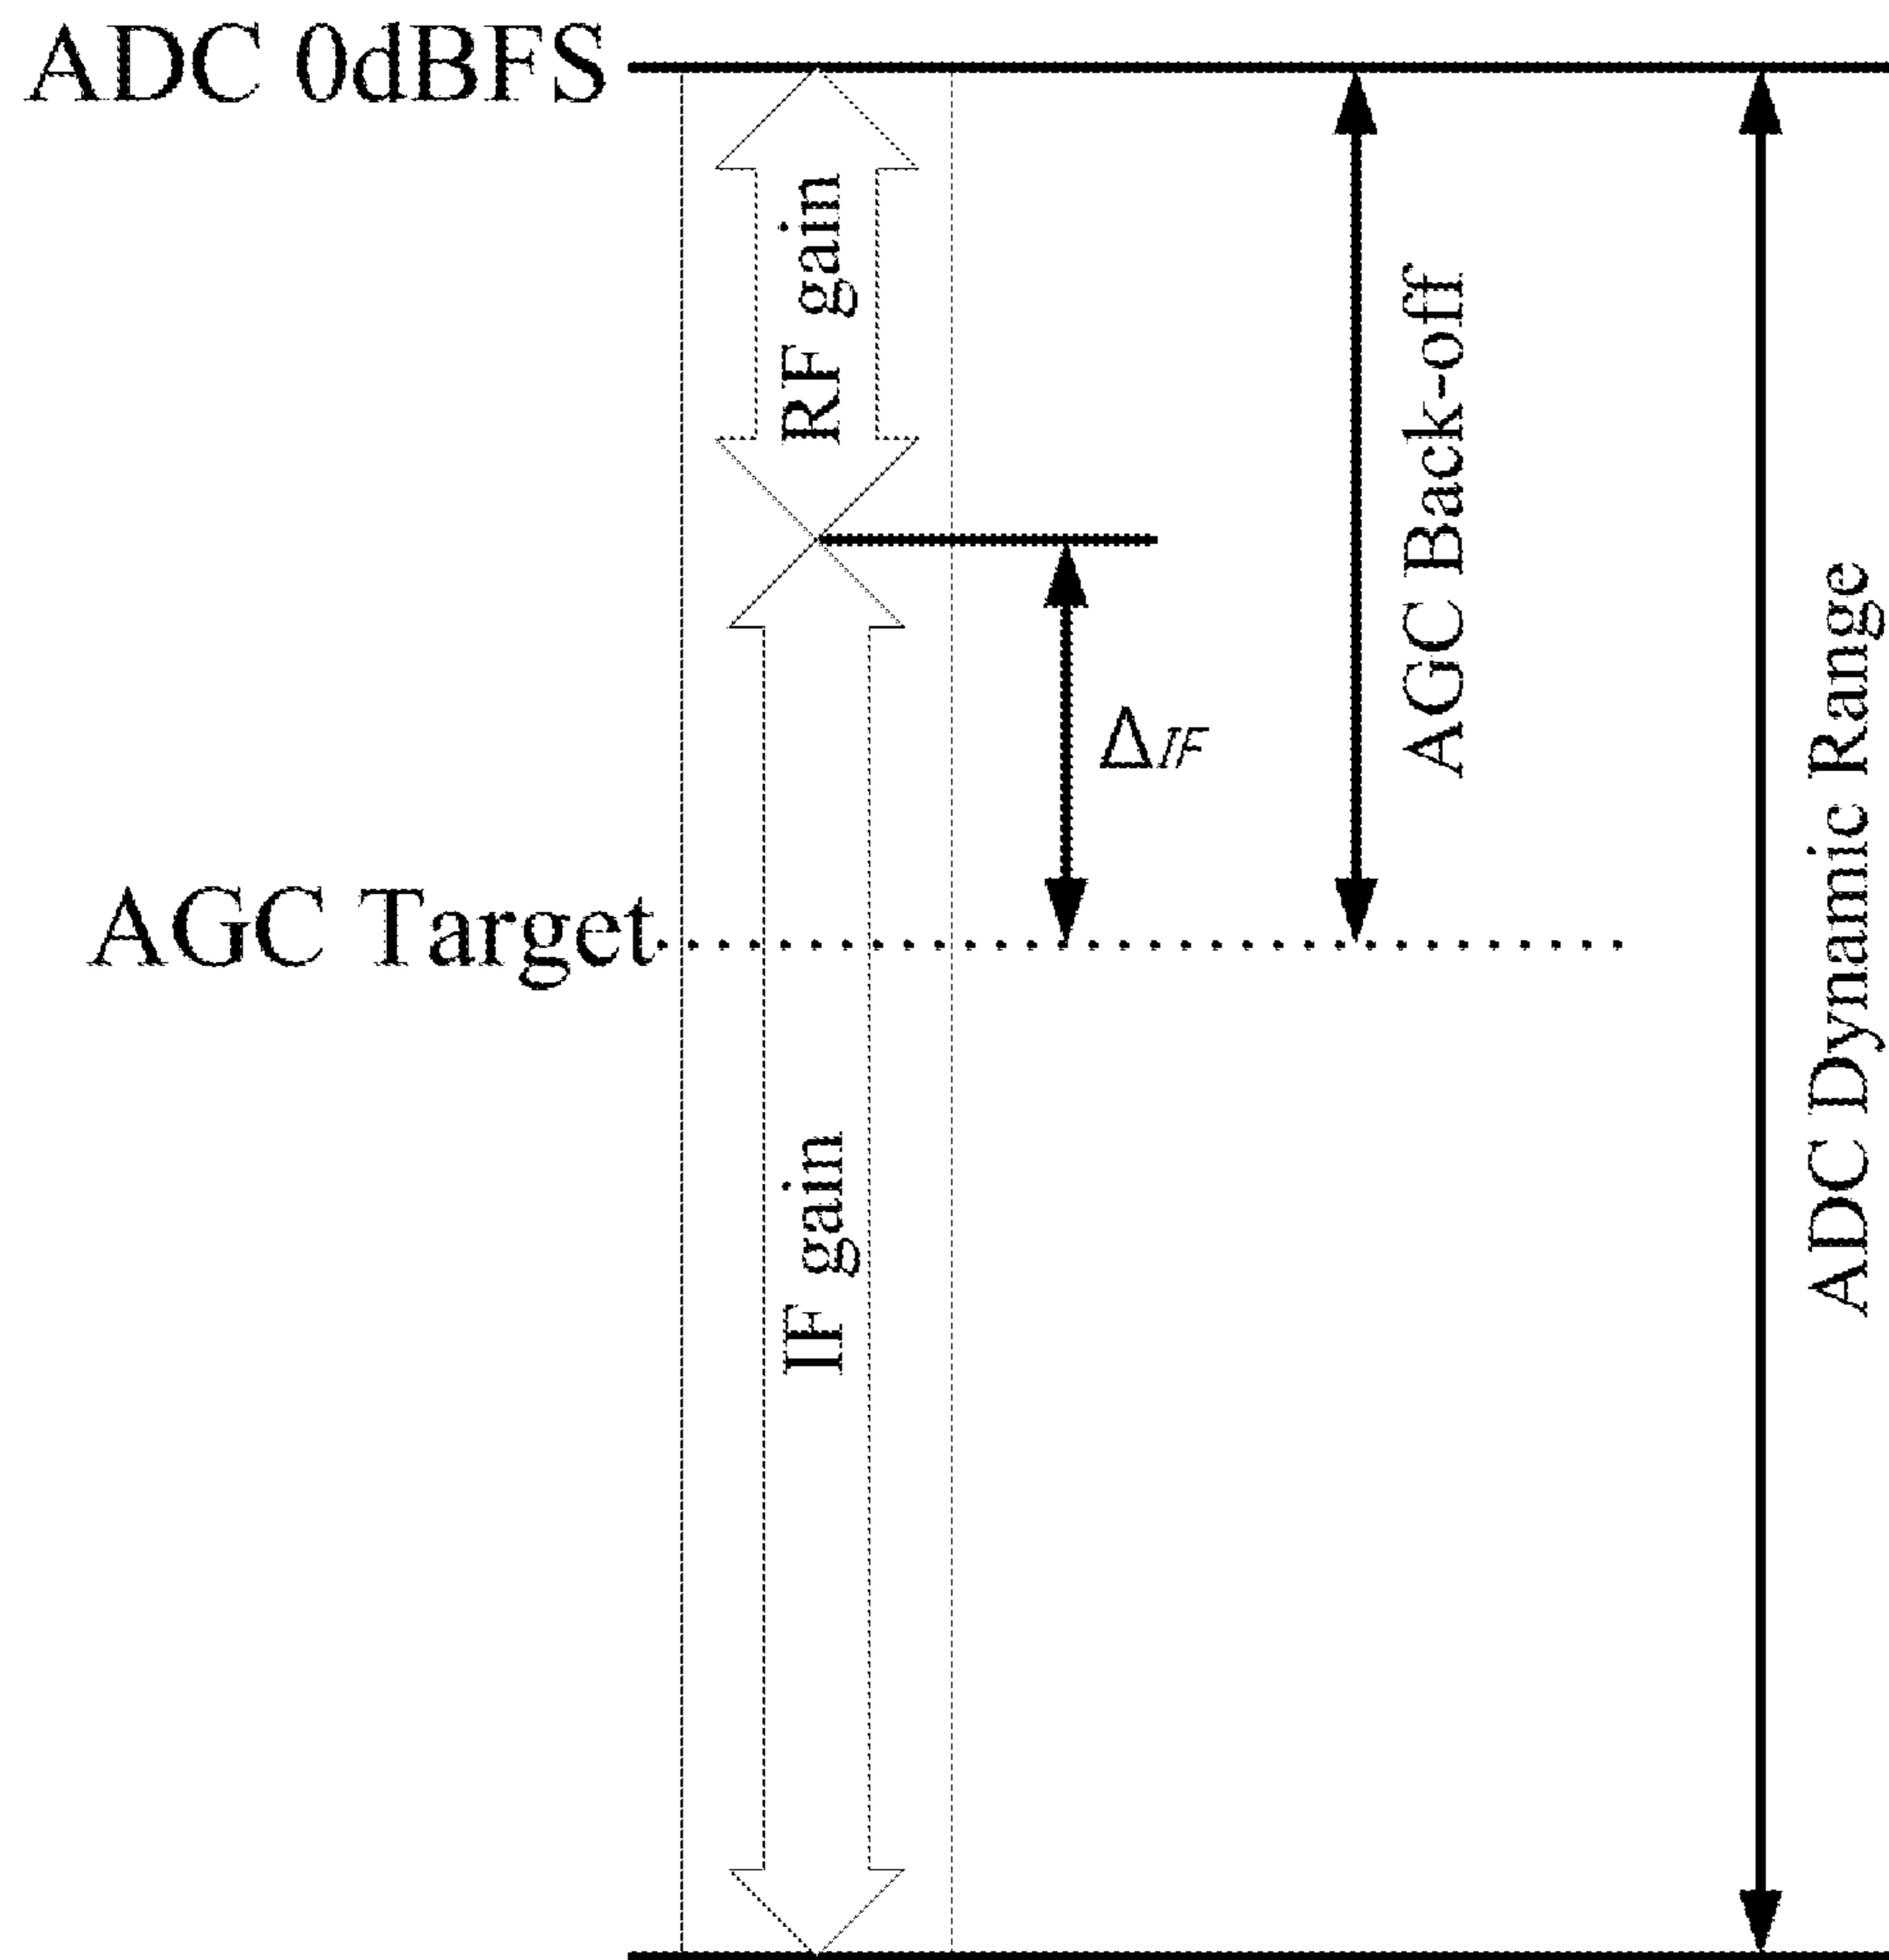 ADC 0dBFS
RF gain
AGC Back-off
ΔIF
AGC Target
ADC Dynamic Range
IF gain